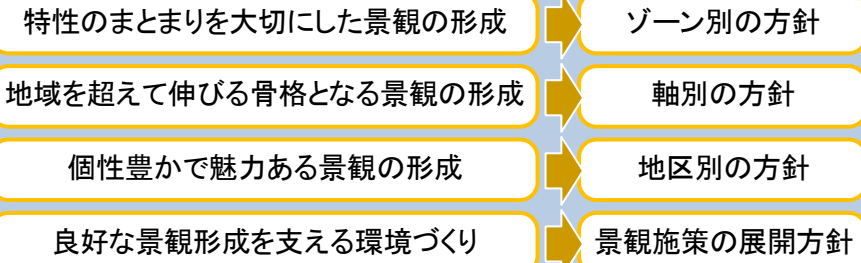 特性のまとまりを大切にした景観の形成
ゾーン別の方針
地域を超えて伸びる骨格となる景観の形成
軸別の方針
個性豊かで魅力ある景観の形成
地区別の方針
良好な景観形成を支える環境づくり
景観施策の展開方針